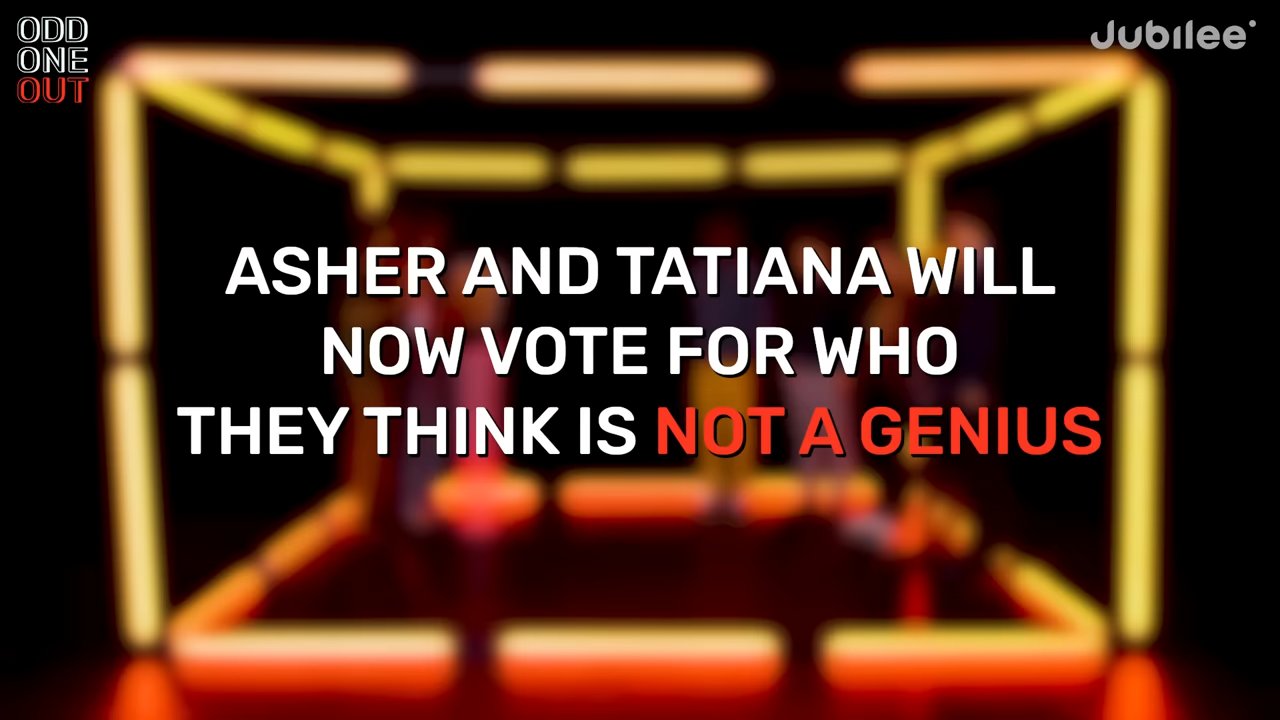 ODD
ONE
OUT
Jubilee
ASHER AND TATIANA WILL
NOW VOTE FOR WHO
THEY THINK IS NOT A GENIUS